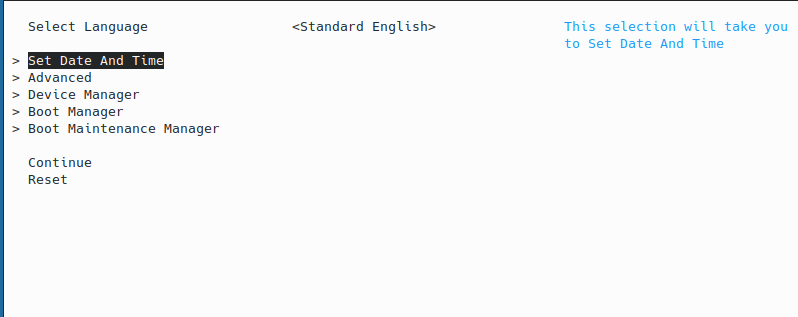 Select Language <Standard English> This selection will take you
to Set Date And Time
> Set Date And Time
> Advanced
> Device Manager
> Boot Manager
> Boot Maintenance Manager
Continue
Reset